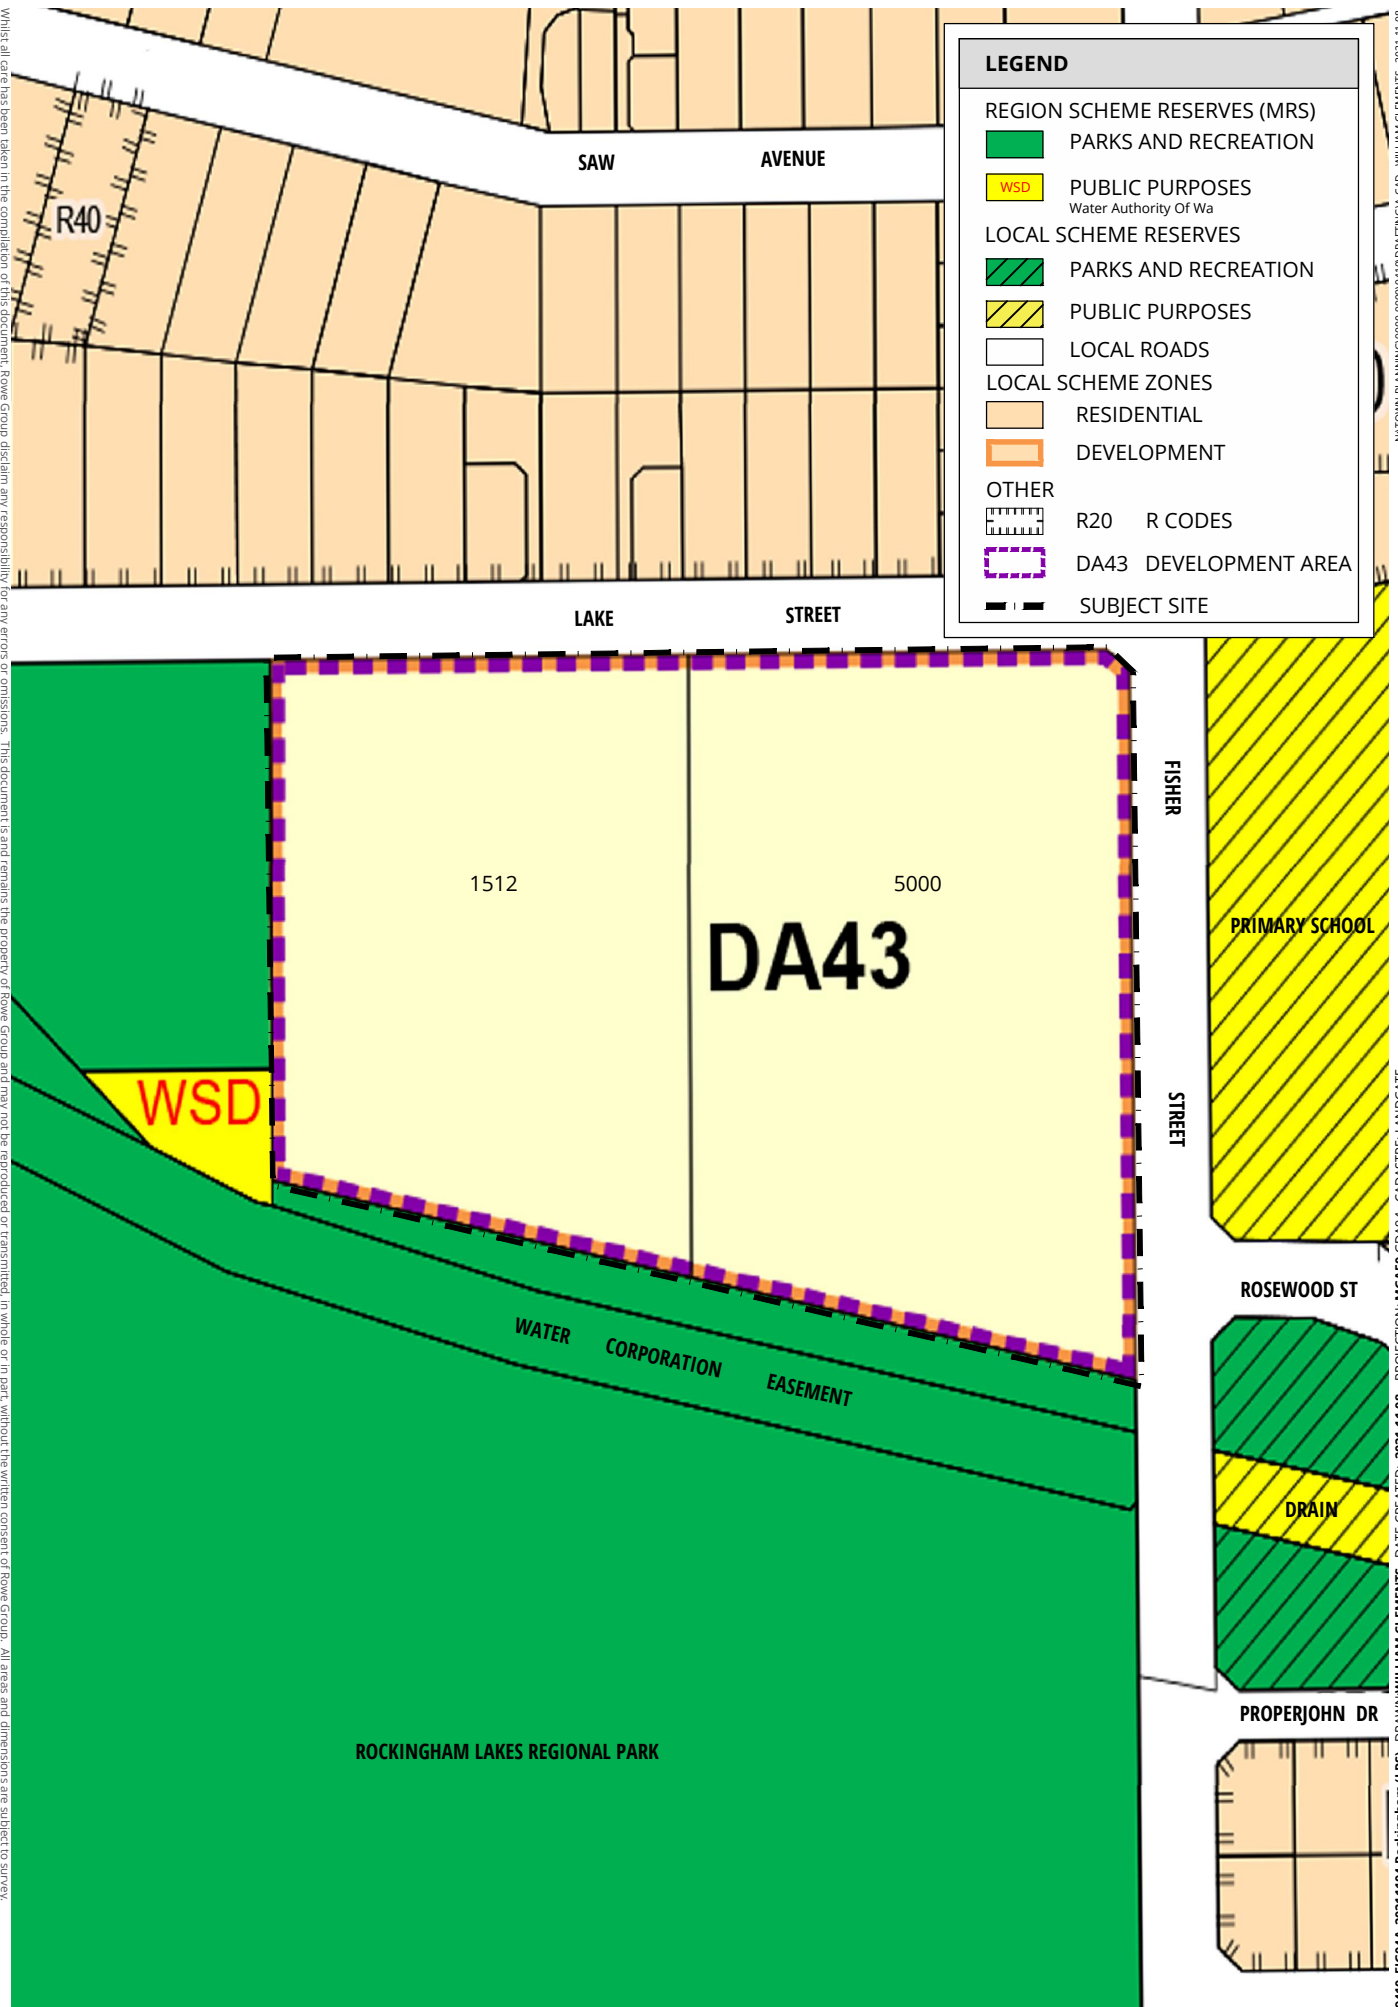 LEGEND
REGION SCHEME RESERVES (MRS)
PARKS AND RECREATION
WSD PUBLIC PURPOSES
Water Authority Of Wa
LOCAL SCHEME RESERVES
PARKS AND RECREATION
PUBLIC PURPOSES
LOCAL ROADS
LOCAL SCHEME ZONES
RESIDENTIAL
DEVELOPMENT
OTHER
R20 R CODES
DA43 DEVELOPMENT AREA
SUBJECT SITE
SAW AVENUE
R40
LAKE STREET
FISHER STREET
1512
5000
DA43
PRIMARY SCHOOL
WSD
ROSEWOOD ST
WATER CORPORATION EASEMENT
DRAIN
PROPERJOHN DR
ROCKINGHAM LAKES REGIONAL PARK
Whilst all care has been taken in the compilation of this document, Rowe Group disclaim any responsibility for any errors or omissions. This document is and remains the property of Rowe Group and may not be reproduced or transmitted, in whole or in part, without the written consent of Rowe Group. All areas and dimensions are subject to survey.